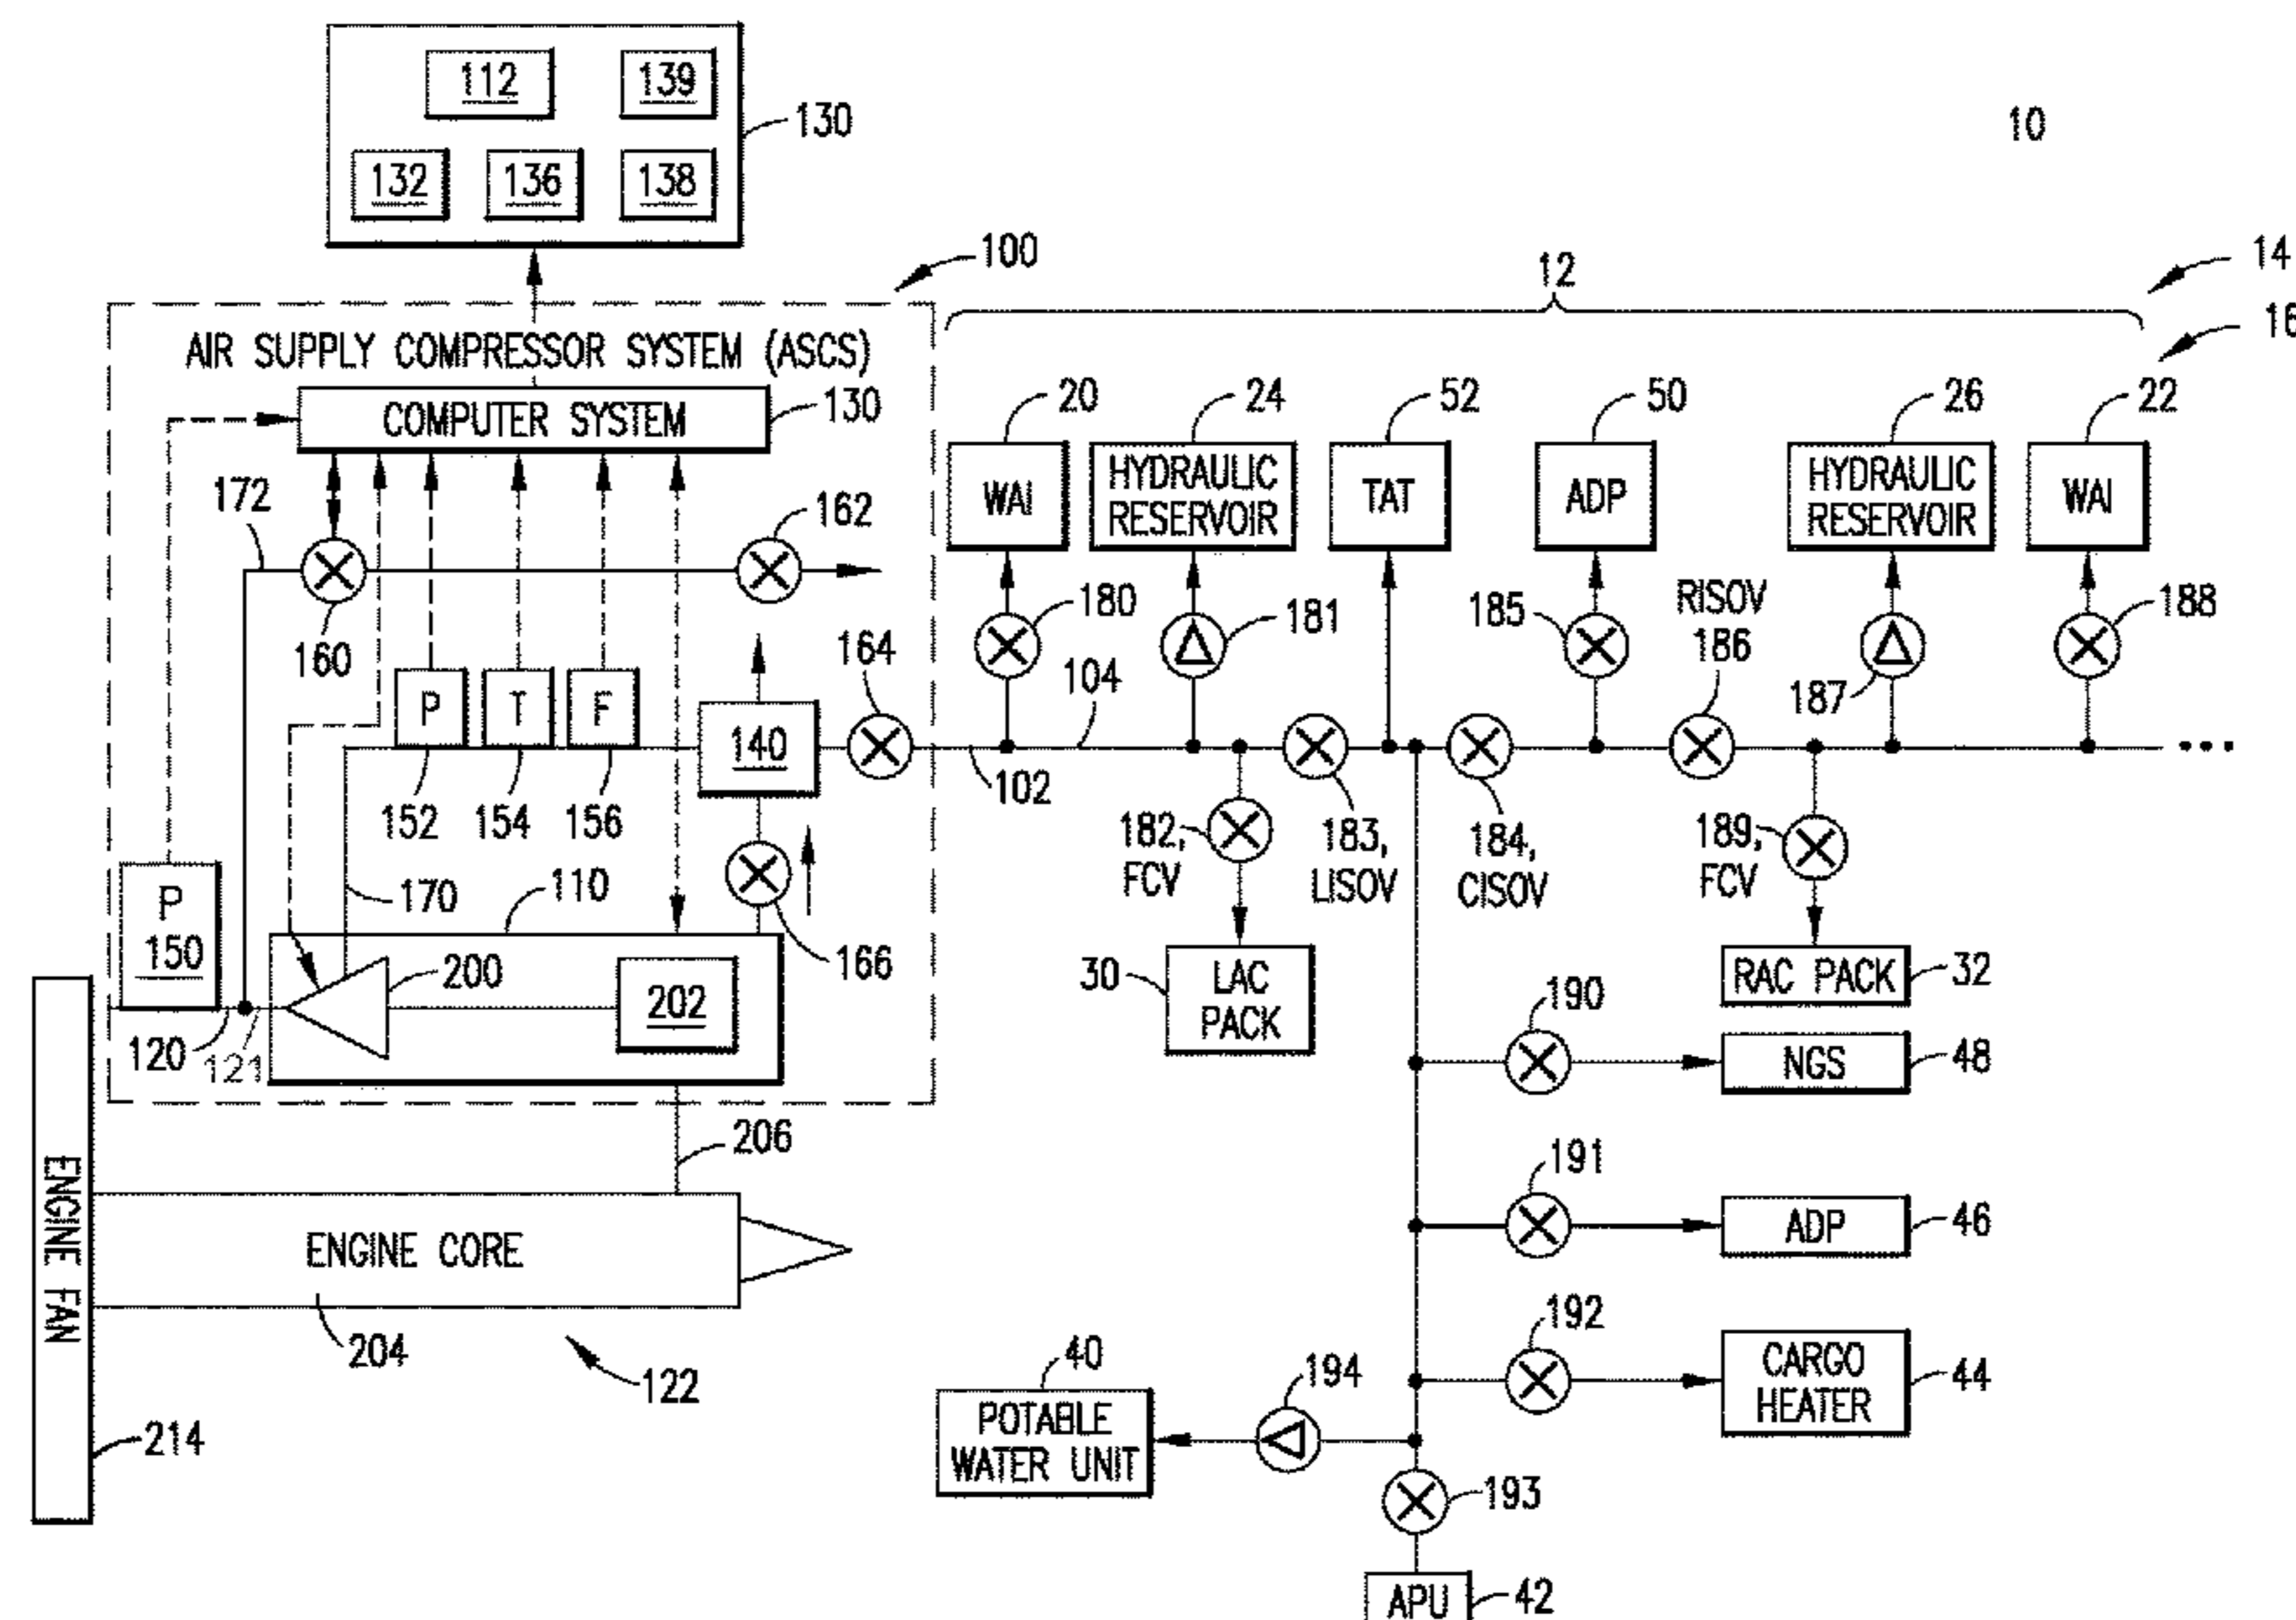 112
139
130
10
132
136
138
100
12
14
16
AIR SUPPLY COMPRESSOR SYSTEM (ASCS)
COMPUTER SYSTEM
130
20
24
52
50
26
22
WAI
HYDRAULIC
RESERVOIR
TAT
ADP
HYDRAULIC
RESERVOIR
WAI
172
162
160
180
181
185
RISOV
186
187
188
164
104
P
T
F
140
102
152
154
156
182,
FCV
183,
LISOV
184,
CISOV
189,
FCV
170
110
166
P
150
200
202
120
121
30
LAC
PACK
RAC PACK
32
190
NGS
48
206
191
ADP
46
ENGINE FAN
ENGINE CORE
204
122
192
CARGO
HEATER
44
40
194
POTABLE
WATER UNIT
214
193
APU
42